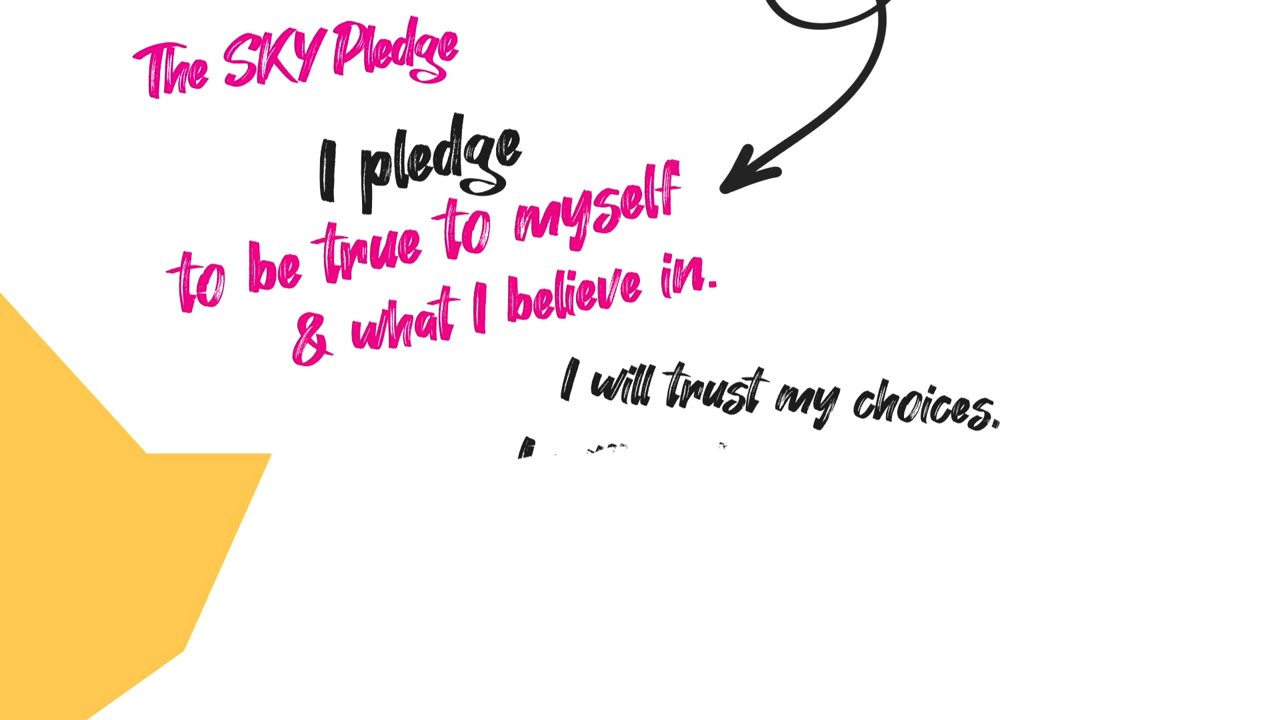 The SKY Pledge
I pledge
to be true to myself
& what I believe in.
I will trust my choices.